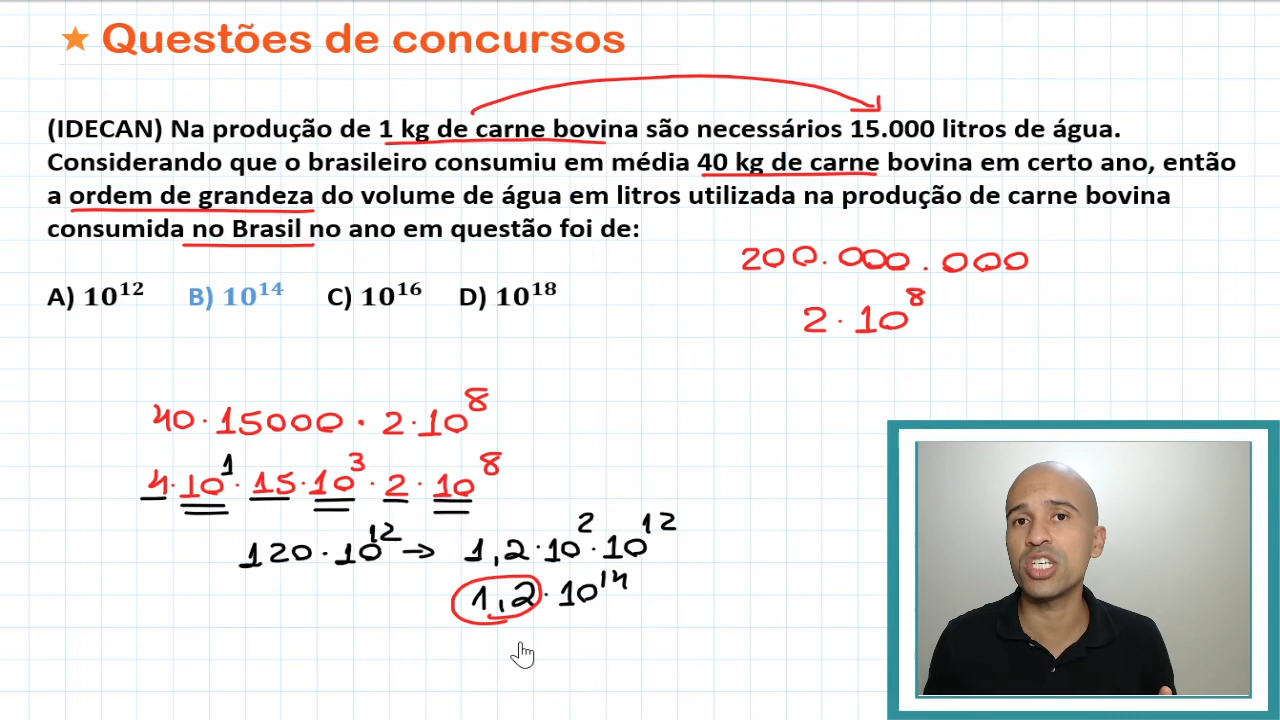 ★ Questões de concursos
(IDECAN) Na produção de 1 kg de carne bovina são necessários 15.000 litros de água.
Considerando que o brasileiro consumiu em média 40 kg de carne bovina em certo ano, então
a ordem de grandeza do volume de água em litros utilizada na produção de carne bovina
consumida no Brasil no ano em questão foi de:
200.000.000
A) 10¹² B) 10¹⁴ C) 10¹⁶ D) 10¹⁸
2 · 10⁸
40 · 15000 · 2 · 10⁸
4 · 10¹ · 15 · 10³ · 2 · 10⁸
120 · 10¹² → 1,2 · 10² · 10¹²
1,2 · 10¹⁴